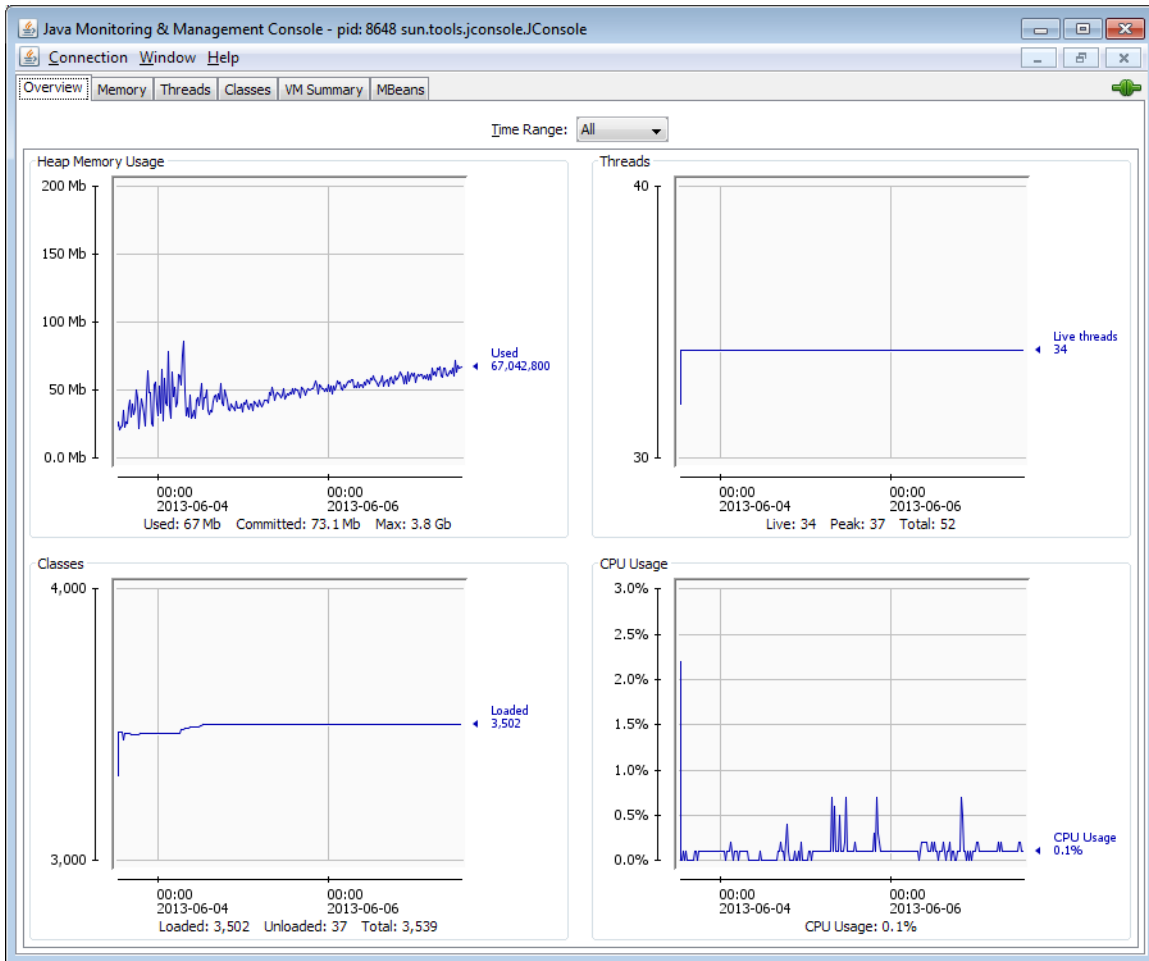 Java Monitoring & Management Console - pid: 8648 sun.tools.jconsole.JConsole
Connection Window Help
Overview Memory Threads Classes VM Summary MBeans
Time Range: All
Heap Memory Usage
200 Mb
150 Mb
100 Mb
50 Mb
0.0 Mb
Used
67,042,800
00:00 00:00
2013-06-04 2013-06-06
Used: 67 Mb Committed: 73.1 Mb Max: 3.8 Gb
Threads
40
30
Live threads
34
00:00 00:00
2013-06-04 2013-06-06
Live: 34 Peak: 37 Total: 52
Classes
4,000
3,000
Loaded
3,502
00:00 00:00
2013-06-04 2013-06-06
Loaded: 3,502 Unloaded: 37 Total: 3,539
CPU Usage
3.0%
2.5%
2.0%
1.5%
1.0%
0.5%
0.0%
CPU Usage
0.1%
00:00 00:00
2013-06-04 2013-06-06
CPU Usage: 0.1%